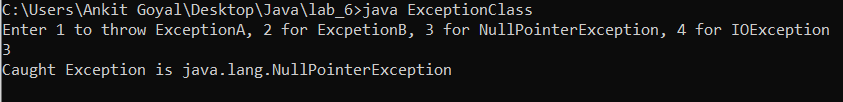 C:\Users\Ankit Goyal\Desktop\Java\lab_6>java ExceptionClass
Enter 1 to throw ExceptionA, 2 for ExcpetionB, 3 for NullPointerException, 4 for IOException
3
Caught Exception is java.lang.NullPointerException